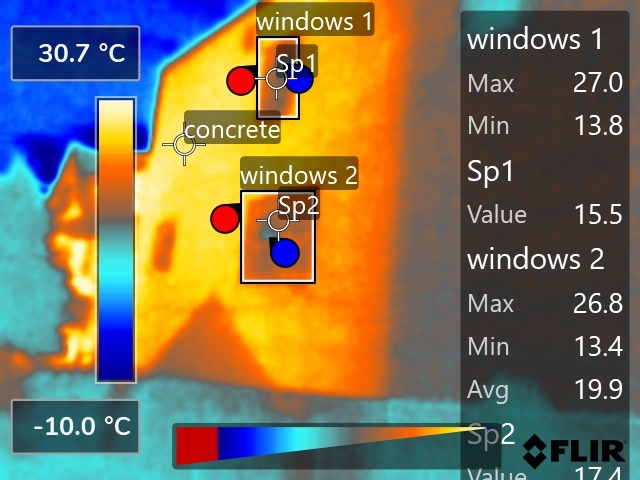 30.7 °C
windows 1
Sp1
concrete
windows 2
Sp2
-10.0 °C
windows 1
Max 27.0
Min 13.8
Sp1
Value 15.5
windows 2
Max 26.8
Min 13.4
Avg 19.9
Sp2
Value 17.4
FLIR